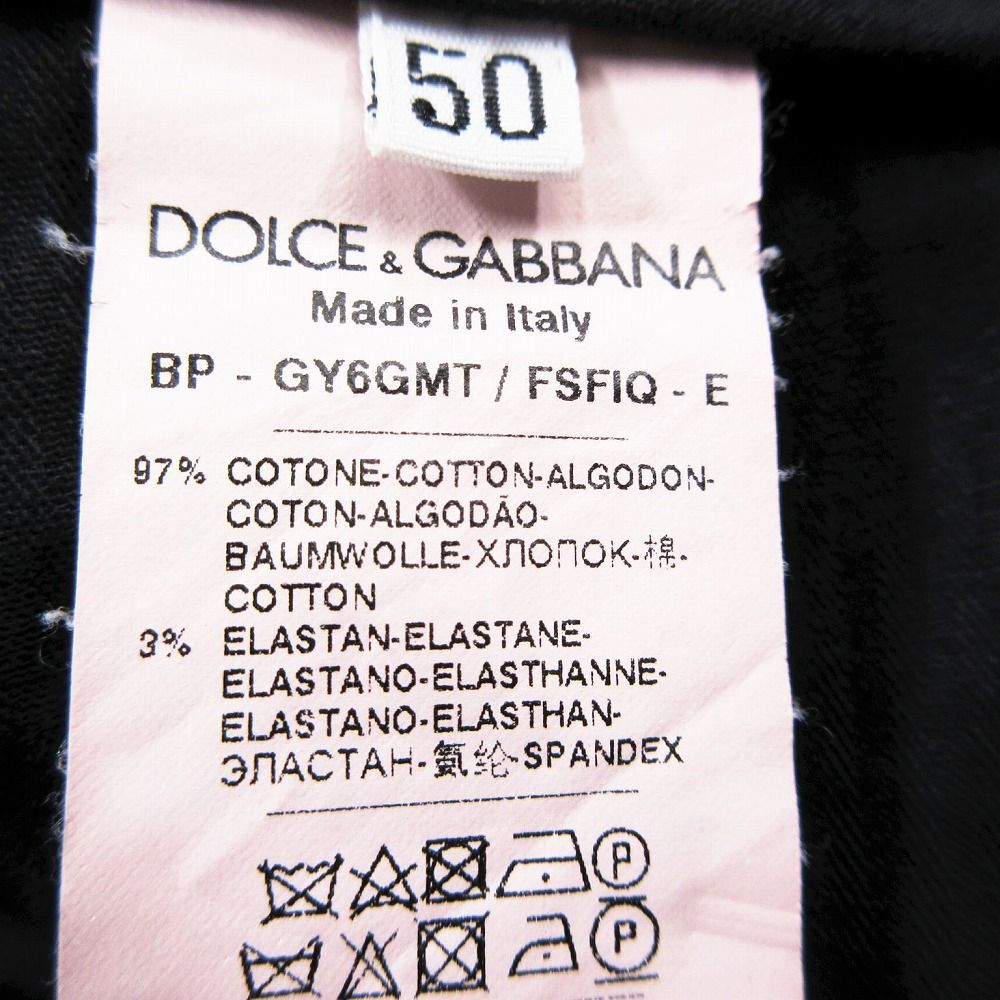 50
DOLCE & GABBANA
Made in Italy
BP - GY6GMT / FSFIQ - E
97% COTONE-COTTON-ALGODON-
COTON-ALGODÃO-
BAUMWOLLE-ХЛОПОК-棉-
COTTON
3% ELASTAN-ELASTANE-
ELASTANO-ELASTHANNE-
ELASTANO-ELASTHAN-
ЭЛАСТАН-氨纶-SPANDEX
P
P